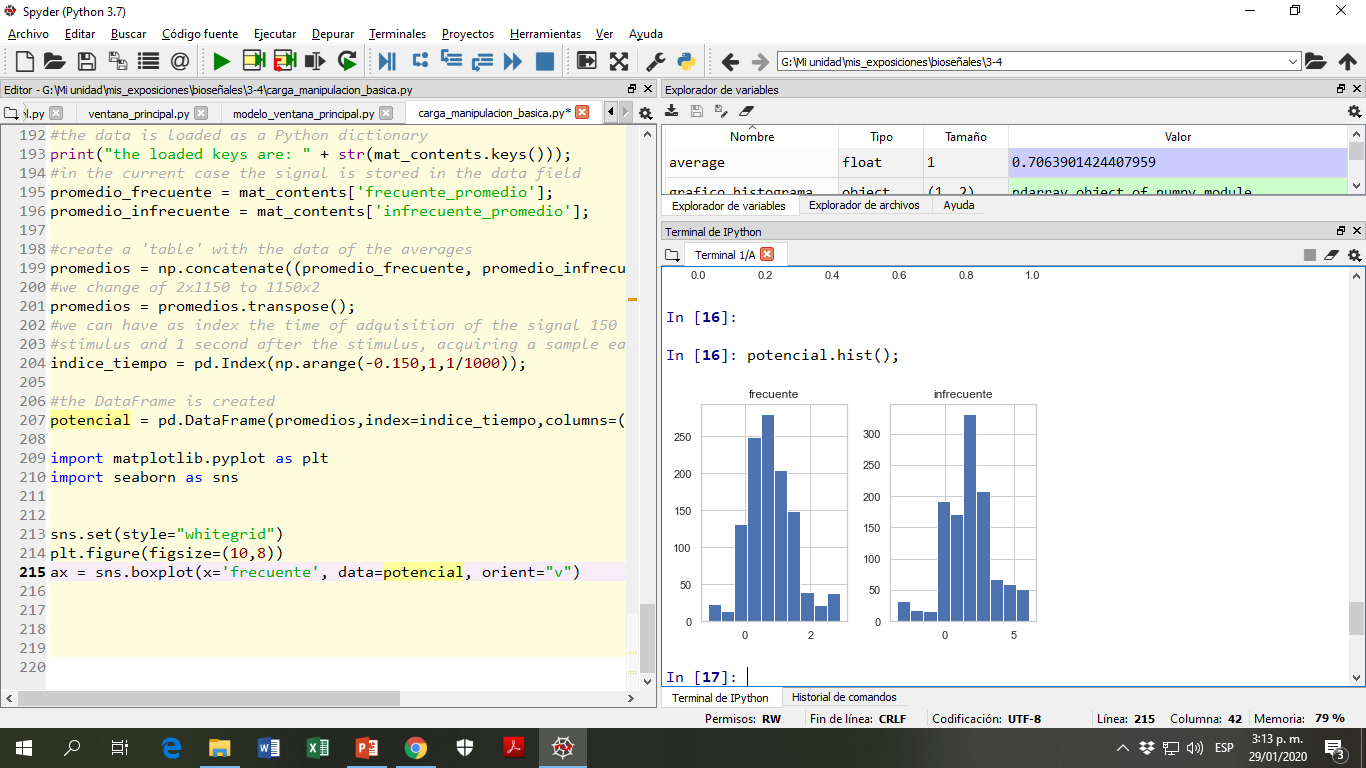 Spyder (Python 3.7)
Archivo Editar Buscar Código fuente Ejecutar Depurar Terminales Proyectos Herramientas Ver Ayuda
G:\Mi unidad\mis_exposiciones\bioseñales\3-4
Editor - G:\Mi unidad\mis_exposiciones\bioseñales\3-4\carga_manipulacion_basica.py
ventana_principal.py modelo_ventana_principal.py carga_manipulacion_basica.py*
192 #the data is loaded as a Python dictionary
193 print("the loaded keys are: " + str(mat_contents.keys()));
194 #in the current case the signal is stored in the data field
195 promedio_frecuente = mat_contents['frecuente_promedio'];
196 promedio_infrecuente = mat_contents['infrecuente_promedio'];
197
198 #create a 'table' with the data of the averages
199 promedios = np.concatenate((promedio_frecuente, promedio_infrecu
200 #we change of 2x1150 to 1150x2
201 promedios = promedios.transpose();
202 #we can have as index the time of adquisition of the signal 150
203 #stimulus and 1 second after the stimulus, acquiring a sample ea
204 indice_tiempo = pd.Index(np.arange(-0.150,1,1/1000));
205
206 #the DataFrame is created
207 potencial = pd.DataFrame(promedios,index=indice_tiempo,columns=(
208
209 import matplotlib.pyplot as plt
210 import seaborn as sns
211
212
213 sns.set(style="whitegrid")
214 plt.figure(figsize=(10,8))
215 ax = sns.boxplot(x='frecuente', data=potencial, orient="v")
216
217
218
219
220
Explorador de variables
Nombre Tipo Tamaño Valor
average float 1 0.7063901424407959
grafico_histograma object (1, 2) ndarray object of numpy module
Explorador de variables Explorador de archivos Ayuda
Terminal de IPython
Terminal 1/A
0.0 0.2 0.4 0.6 0.8 1.0
In [16]:
In [16]: potencial.hist();
frecuente
250
200
150
100
50
0
0 2
infrecuente
300
350
200
150
100
50
0
0 5
In [17]:
Terminal de IPython Historial de comandos
Permisos: RW Fin de línea: CRLF Codificación: UTF-8 Línea: 215 Columna: 42 Memoria: 79 %
ESP
3:13 p. m.
29/01/2020
3